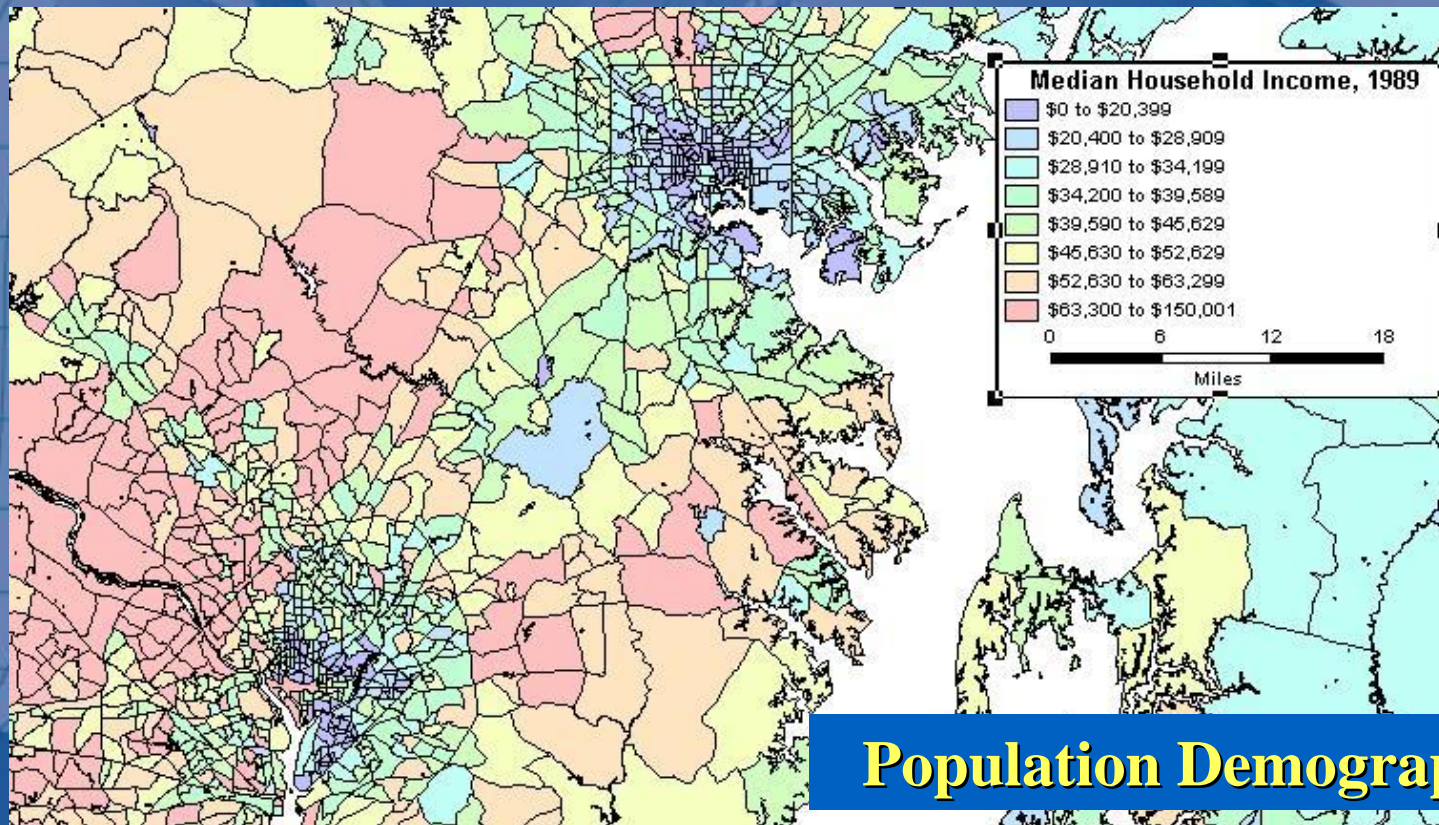 Median Household Income, 1989
$0 to $20,399
$20,400 to $28,909
$28,910 to $34,199
$34,200 to $39,589
$39,590 to $45,629
$45,630 to $52,629
$52,630 to $63,299
$63,300 to $150,001
0 6 12 18
Miles
Population Demograp